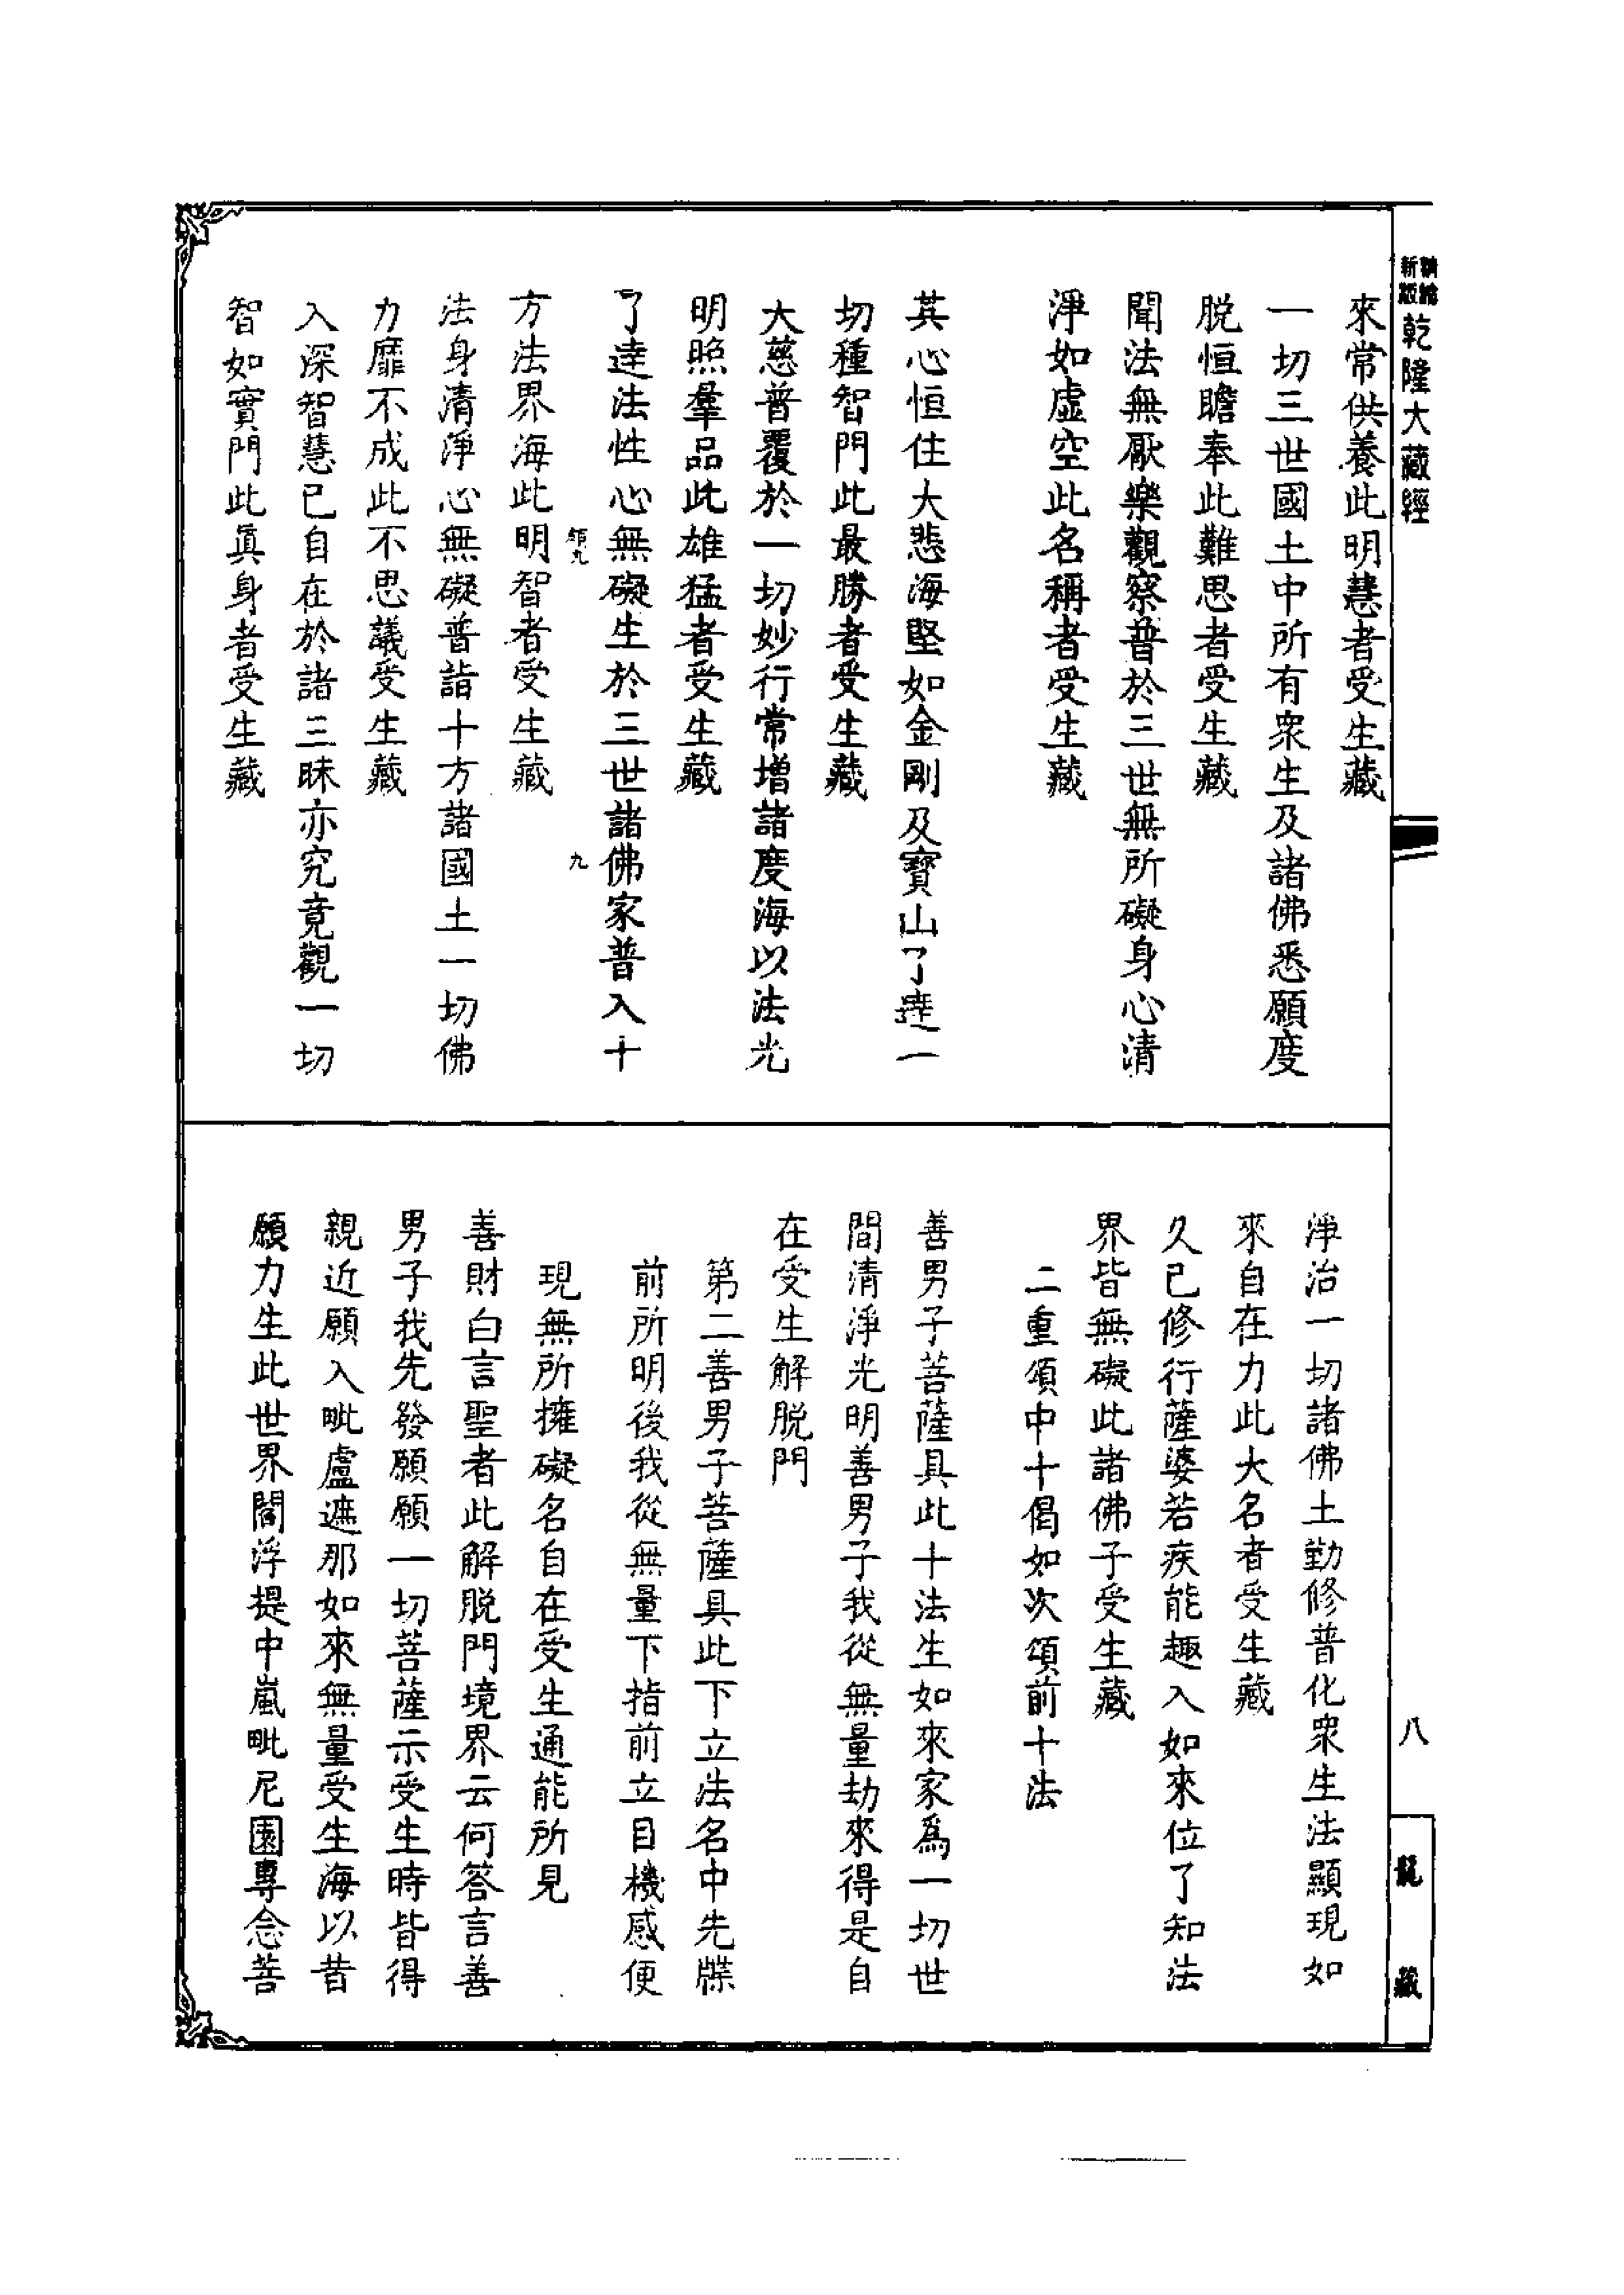 精編
新版
乾隆大藏經
來常供養此明慧者受生藏
一切三世國土中所有眾生及諸佛悉願度
脫恒瞻奉此難思者受生藏
聞法無厭樂觀察普於三世無所礙身心清
淨如虛空此名稱者受生藏
其心恒住大悲海堅如金剛及寶山了達一
切種智門此最勝者受生藏
大慈普覆於一切妙行常增諸度海以法光
明照羣品此雄猛者受生藏
了達法性心無礙生於三世諸佛家普入十
九
方法界海此明智者受生藏
法身清淨心無礙普詣十方諸國土一切佛
力靡不成此不思議受生藏
入深智慧已自在於諸三昧亦究竟觀一切
智如實門此真身者受生藏
淨治一切諸佛土勤修普化眾生法顯現如
來自在力此大名者受生藏
久已修行薩婆若疾能趣入如來位了知法
界皆無礙此諸佛子受生藏
二重頌中十偈如次頌前十法
善男子菩薩具此十法生如來家為一切世
間清淨光明善男子我從無量劫來得是自
在受生解脫門
第二善男子菩薩具此下立法名中先牒
前所明後我從無量下指前立目機感便
現無所擁礙名自在受生通能所見
善財白言聖者此解脫門境界云何答言善
男子我先發願願一切菩薩示受生時皆得
親近願入毗盧遮那如來無量受生海以昔
願力生此世界閻浮提中嵐毗尼園專念菩
八
龍藏